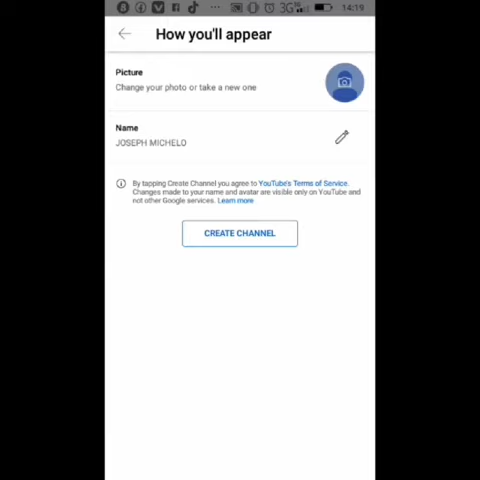 3G
14:19
How you'll appear
Picture
Change your photo or take a new one
Name
JOSEPH MICHELO
By tapping Create Channel you agree to YouTube's Terms of Service.
Changes made to your name and avatar are visible only on YouTube and
not other Google services. Learn more
CREATE CHANNEL